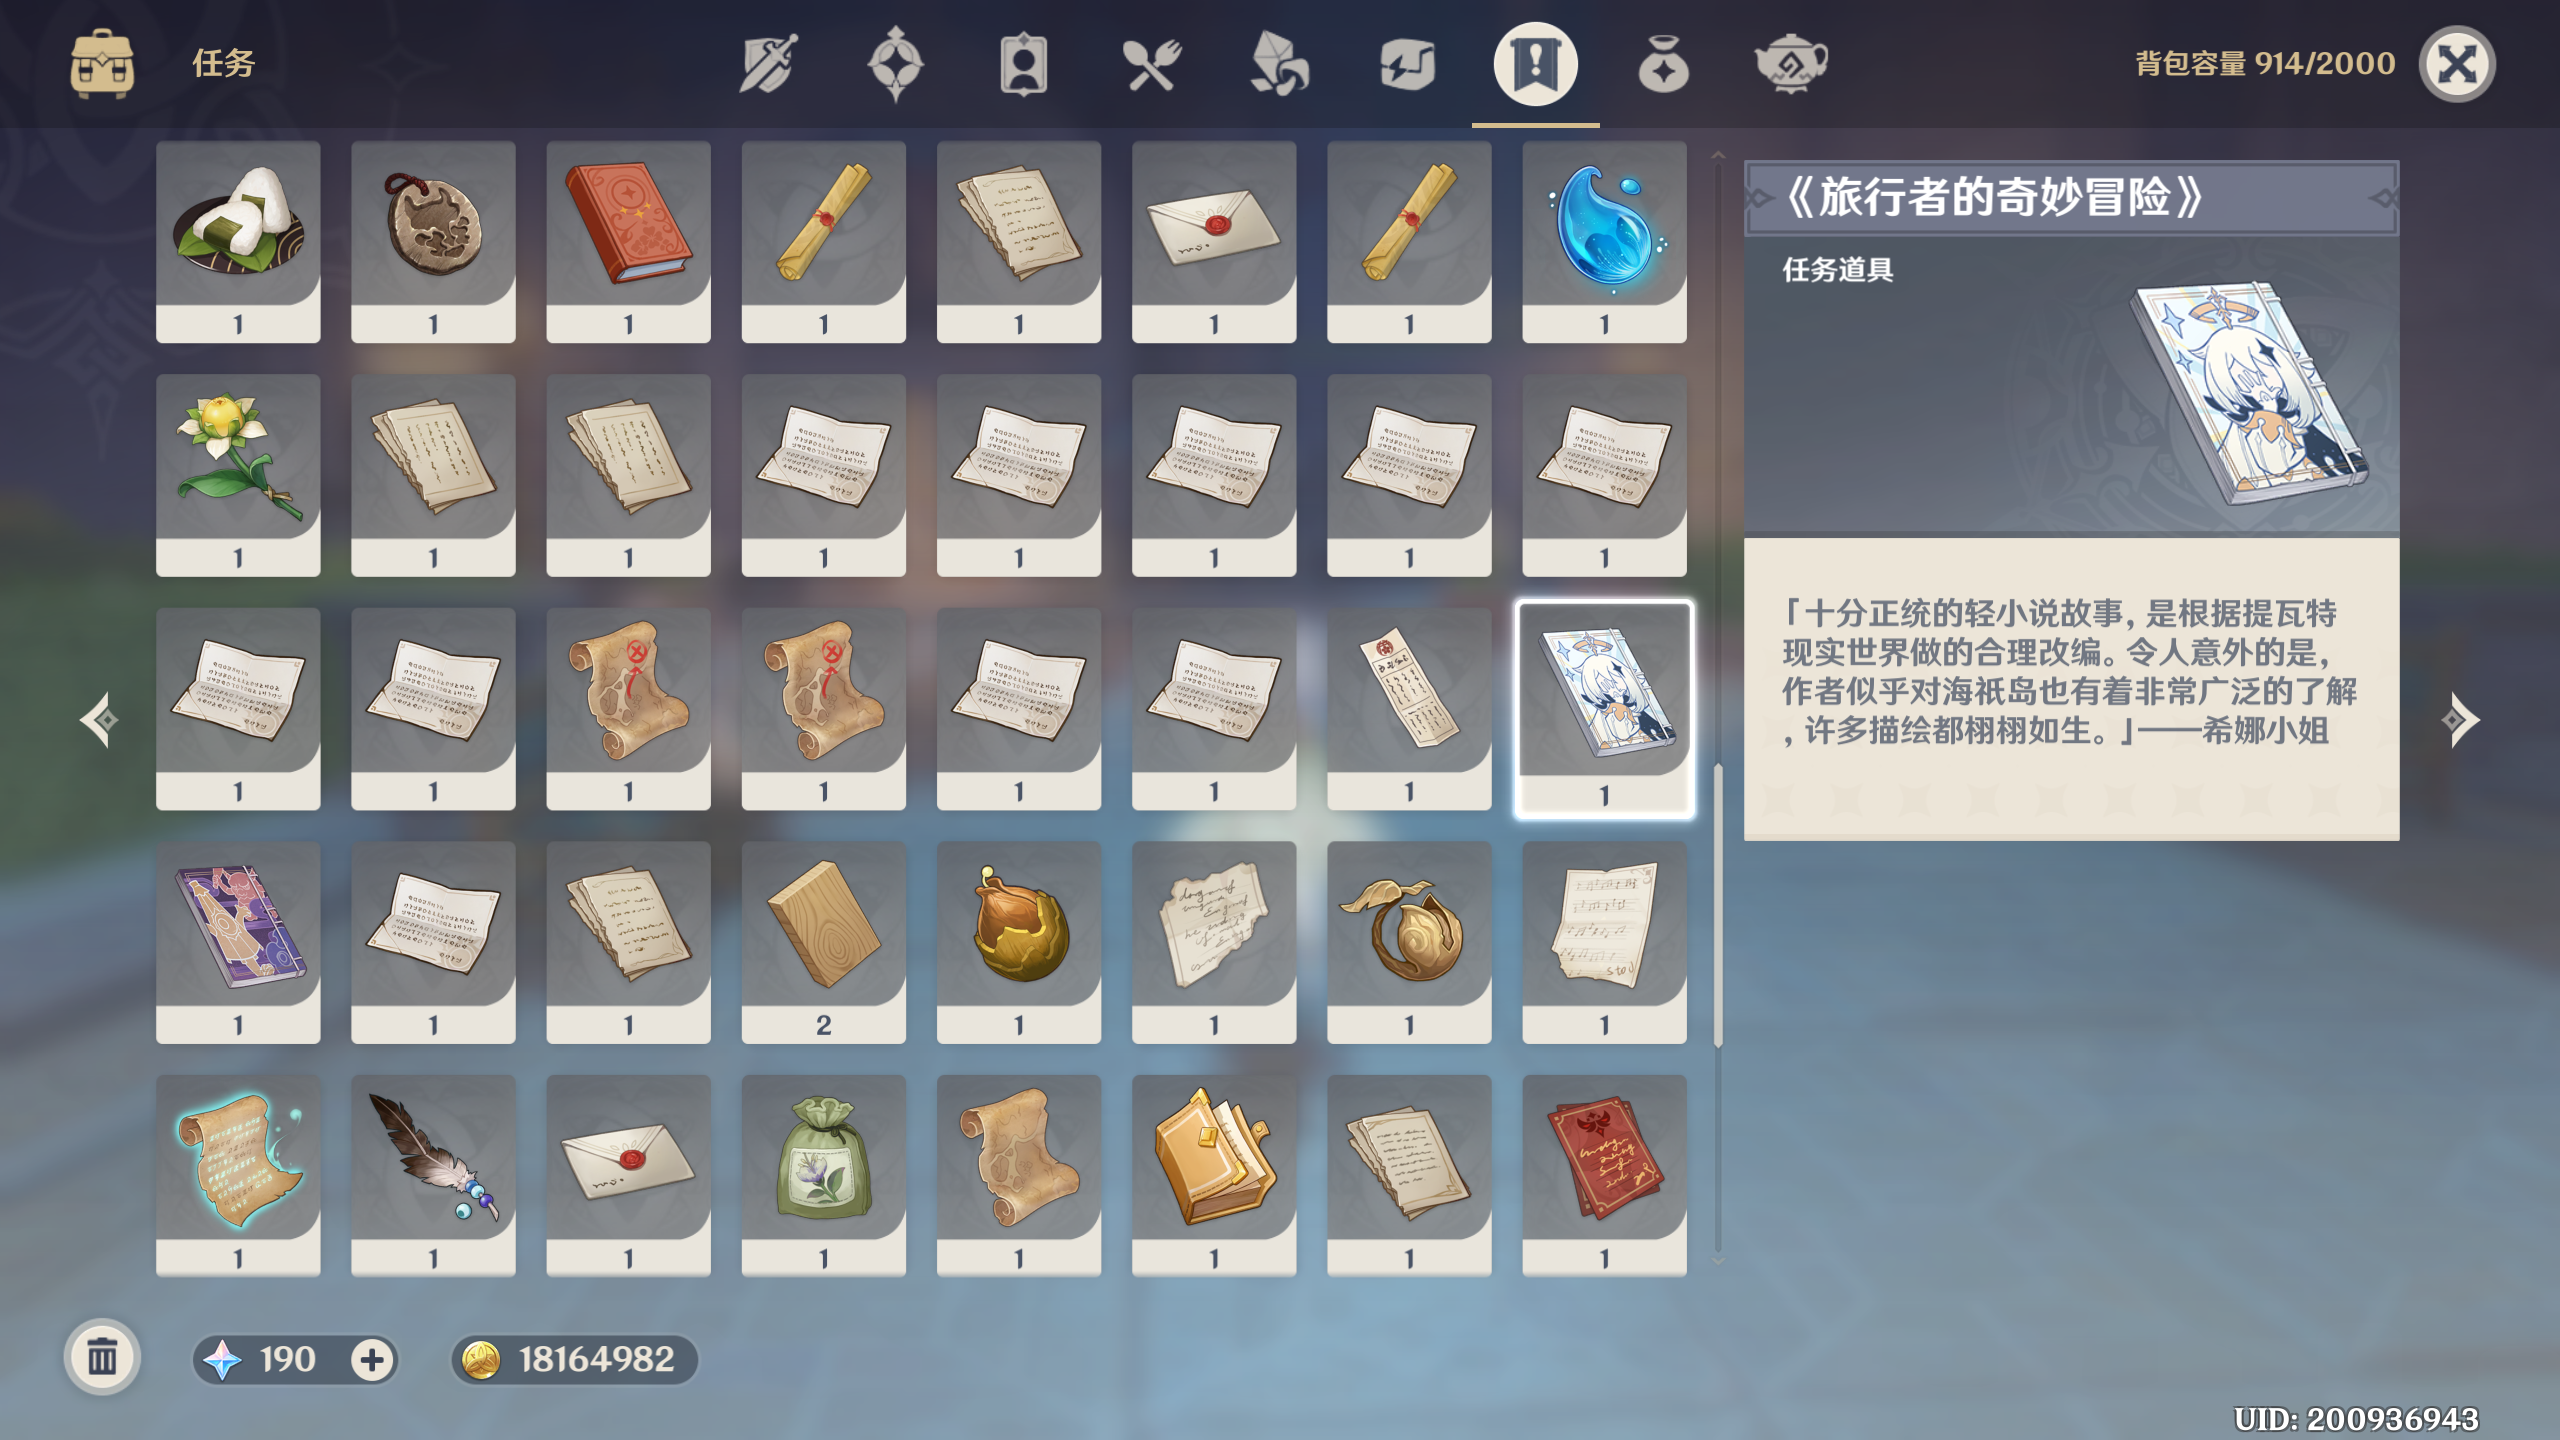 任务
背包容量 914/2000
《旅行者的奇妙冒险》
任务道具
「十分正统的轻小说故事，是根据提瓦特
现实世界做的合理改编。令人意外的是，
作者似乎对海祇岛也有着非常广泛的了解
，许多描绘都栩栩如生。」——希娜小姐
1 1 1 1 1 1 1 1
1 1 1 1 1 1 1 1
1 1 1 1 1 1 1 1
1 1 1 2 1 1 1 1
1 1 1 1 1 1 1 1
190
18164982
UID: 200936943